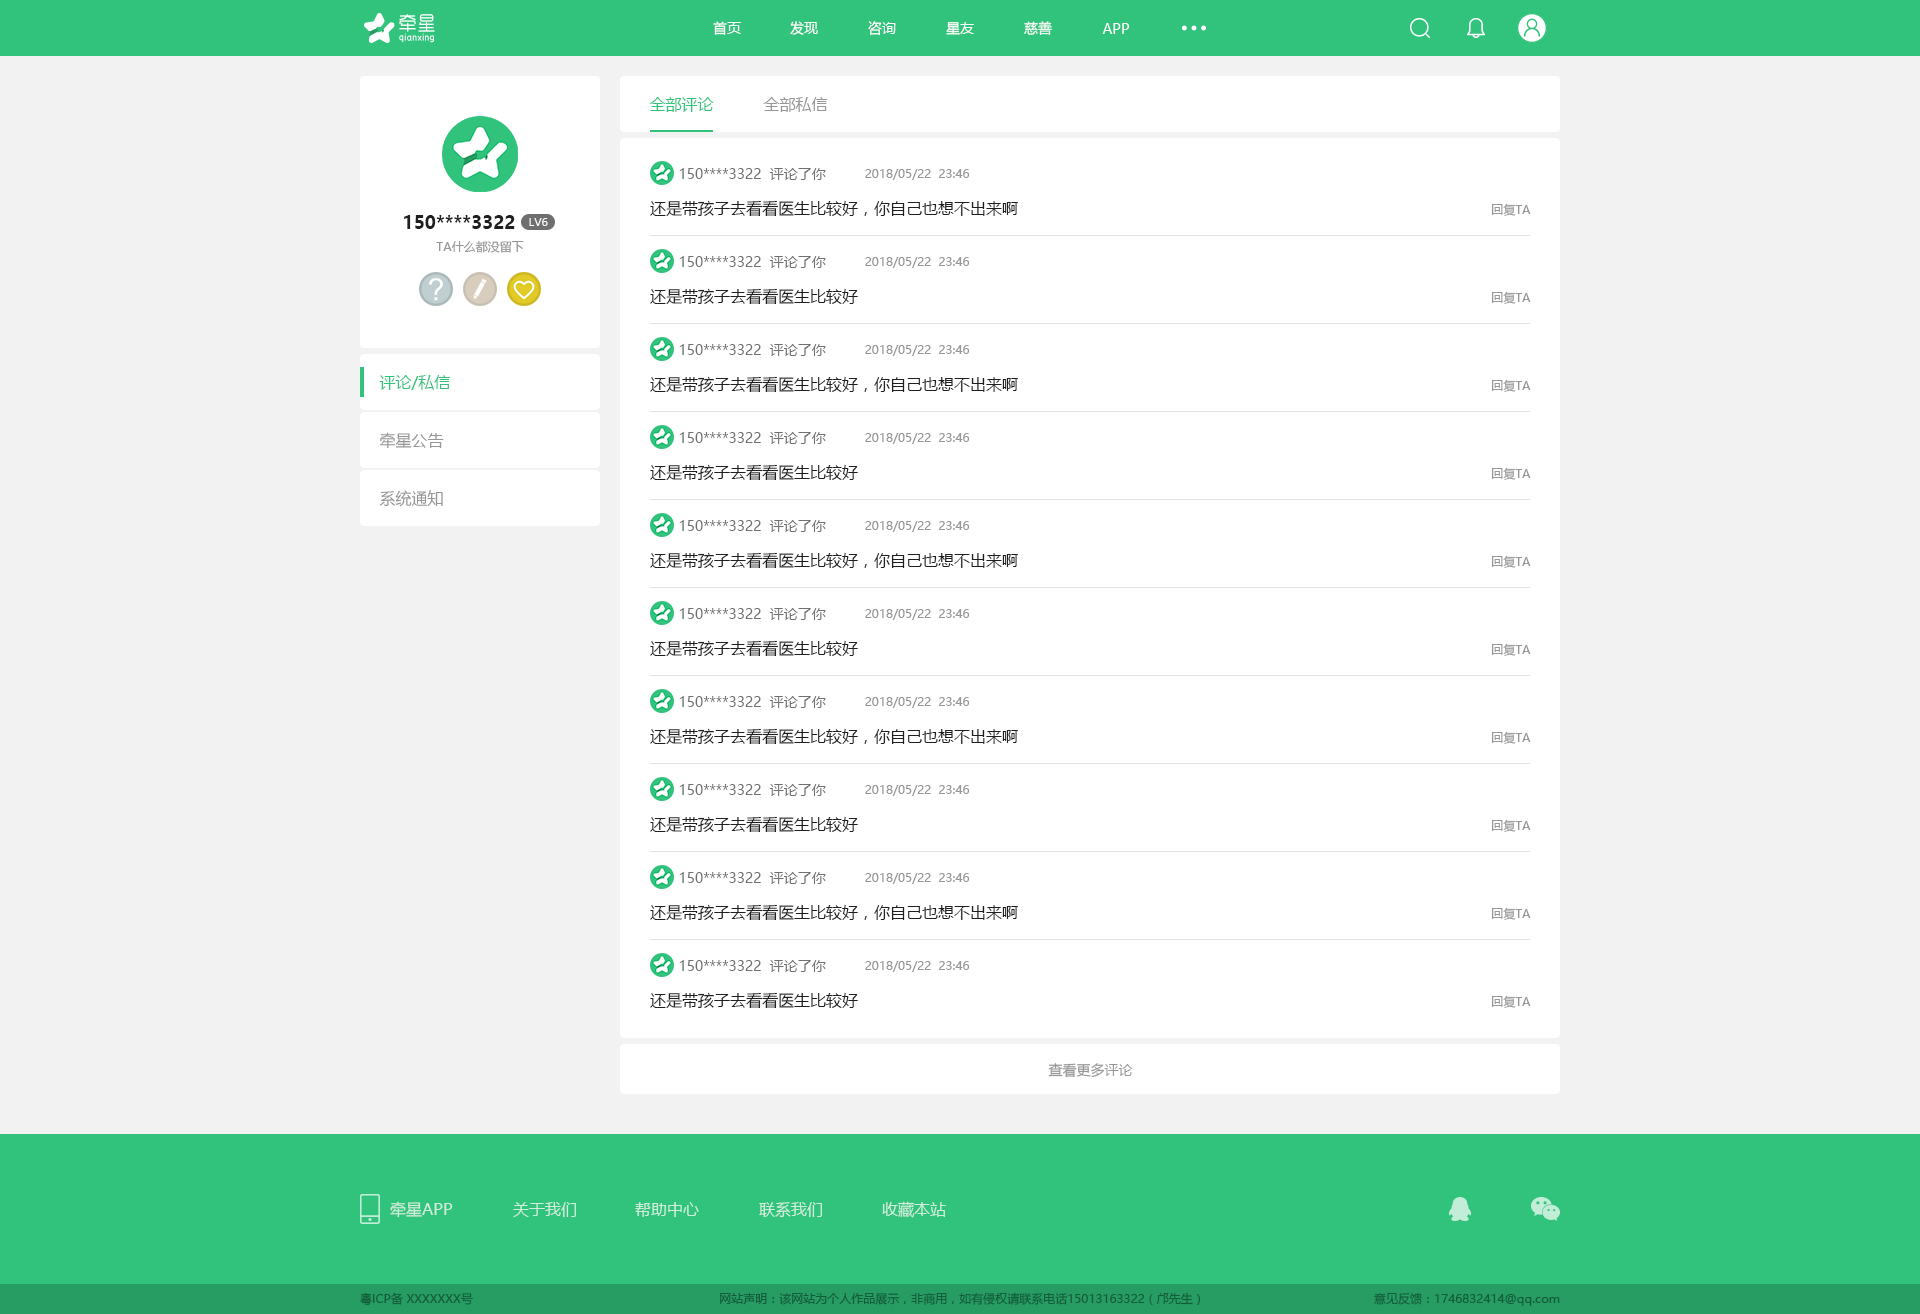 牵星
qianxing
首页 发现 咨询 星友 慈善 APP
150****3322 LV6
TA什么都没留下
评论/私信
牵星公告
系统通知
全部评论 全部私信
150****3322 评论了你 2018/05/22 23:46
还是带孩子去看看医生比较好，你自己也想不出来啊 回复TA
150****3322 评论了你 2018/05/22 23:46
还是带孩子去看看医生比较好 回复TA
150****3322 评论了你 2018/05/22 23:46
还是带孩子去看看医生比较好，你自己也想不出来啊 回复TA
150****3322 评论了你 2018/05/22 23:46
还是带孩子去看看医生比较好 回复TA
150****3322 评论了你 2018/05/22 23:46
还是带孩子去看看医生比较好，你自己也想不出来啊 回复TA
150****3322 评论了你 2018/05/22 23:46
还是带孩子去看看医生比较好 回复TA
150****3322 评论了你 2018/05/22 23:46
还是带孩子去看看医生比较好，你自己也想不出来啊 回复TA
150****3322 评论了你 2018/05/22 23:46
还是带孩子去看看医生比较好 回复TA
150****3322 评论了你 2018/05/22 23:46
还是带孩子去看看医生比较好，你自己也想不出来啊 回复TA
150****3322 评论了你 2018/05/22 23:46
还是带孩子去看看医生比较好 回复TA
查看更多评论
牵星APP 关于我们 帮助中心 联系我们 收藏本站
粤ICP备 XXXXXXX号 网站声明：该网站为个人作品展示，非商用，如有侵权请联系电话15013163322（邝先生） 意见反馈：1746832414@qq.com